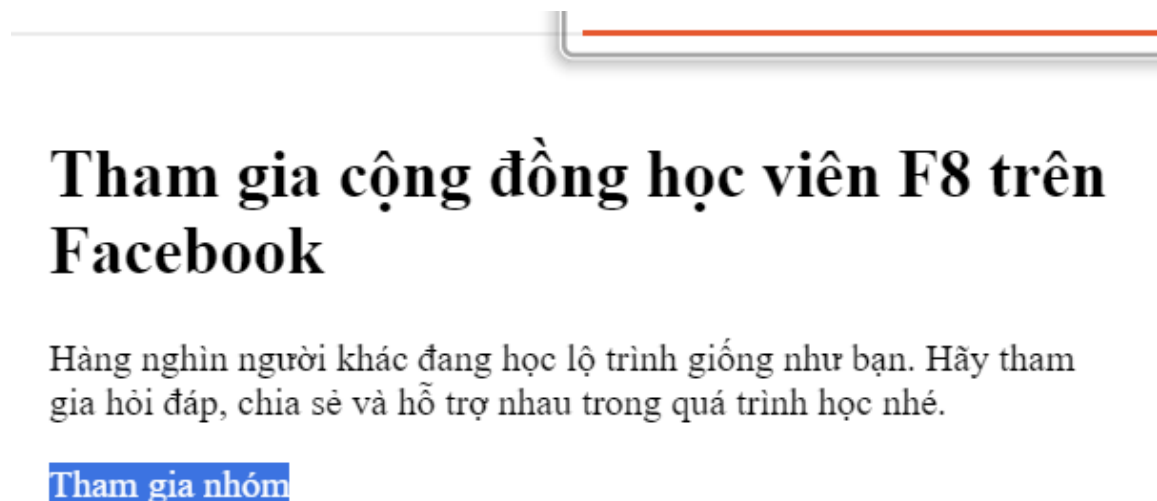 Tham gia cộng đồng học viên F8 trên
Facebook
Hàng nghìn người khác đang học lộ trình giống như bạn. Hãy tham
gia hỏi đáp, chia sẻ và hỗ trợ nhau trong quá trình học nhé.
Tham gia nhóm